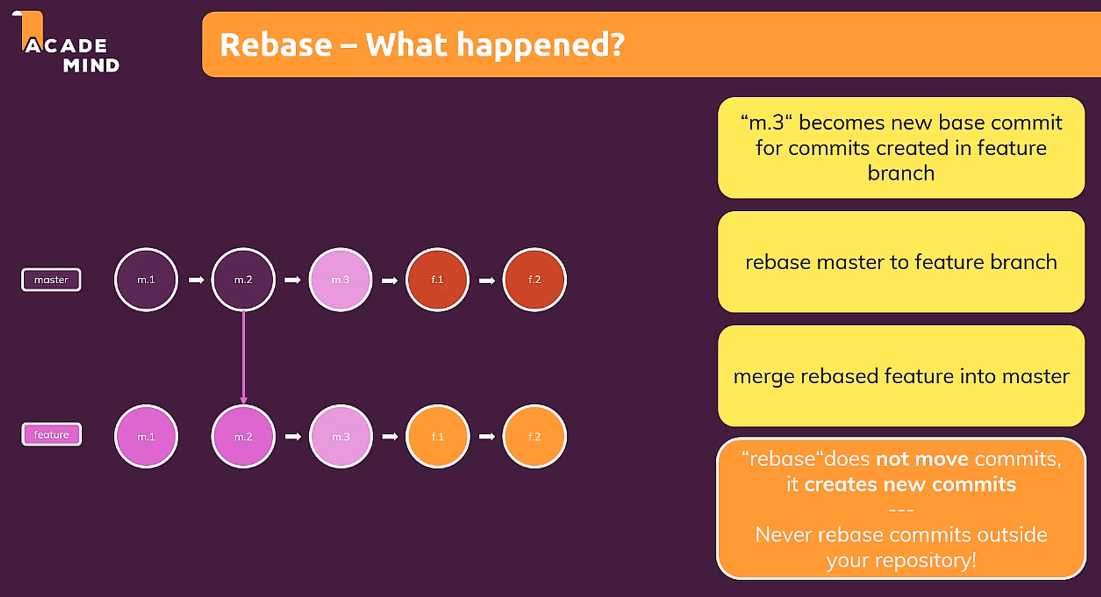 ACADE
MIND
Rebase – What happened?
“m.3“ becomes new base commit
for commits created in feature
branch
rebase master to feature branch
merge rebased feature into master
“rebase“does not move commits,
it creates new commits
---
Never rebase commits outside
your repository!
master
m.1
m.2
m.3
f.1
f.2
feature
m.1
m.2
m.3
f.1
f.2